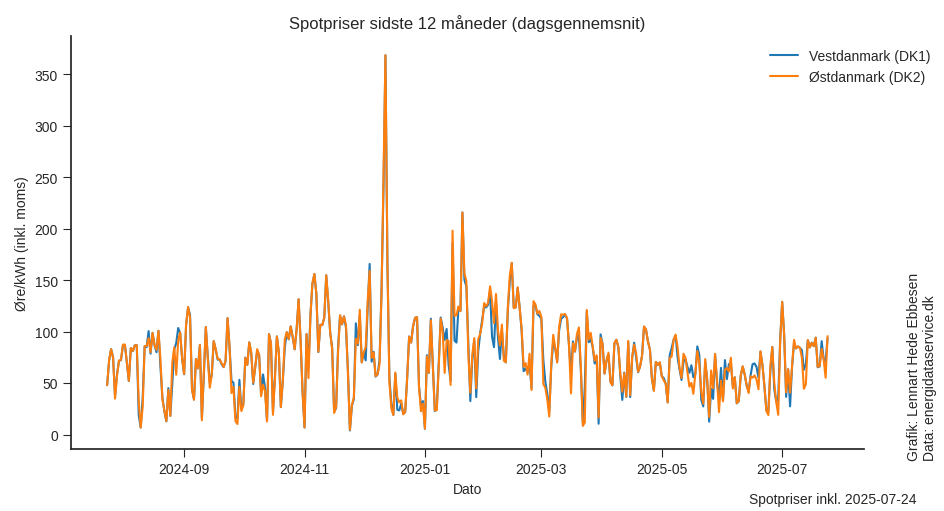 Spotpriser sidste 12 måneder (dagsgennemsnit)
Vestdanmark (DK1)
Østdanmark (DK2)
Øre/kWh (inkl. moms)
350
300
250
200
150
100
50
0
2024-09
2024-11
2025-01
2025-03
2025-05
2025-07
Dato
Grafik: Lennart Hede Ebbesen
Data: energidataservice.dk
Spotpriser inkl. 2025-07-24